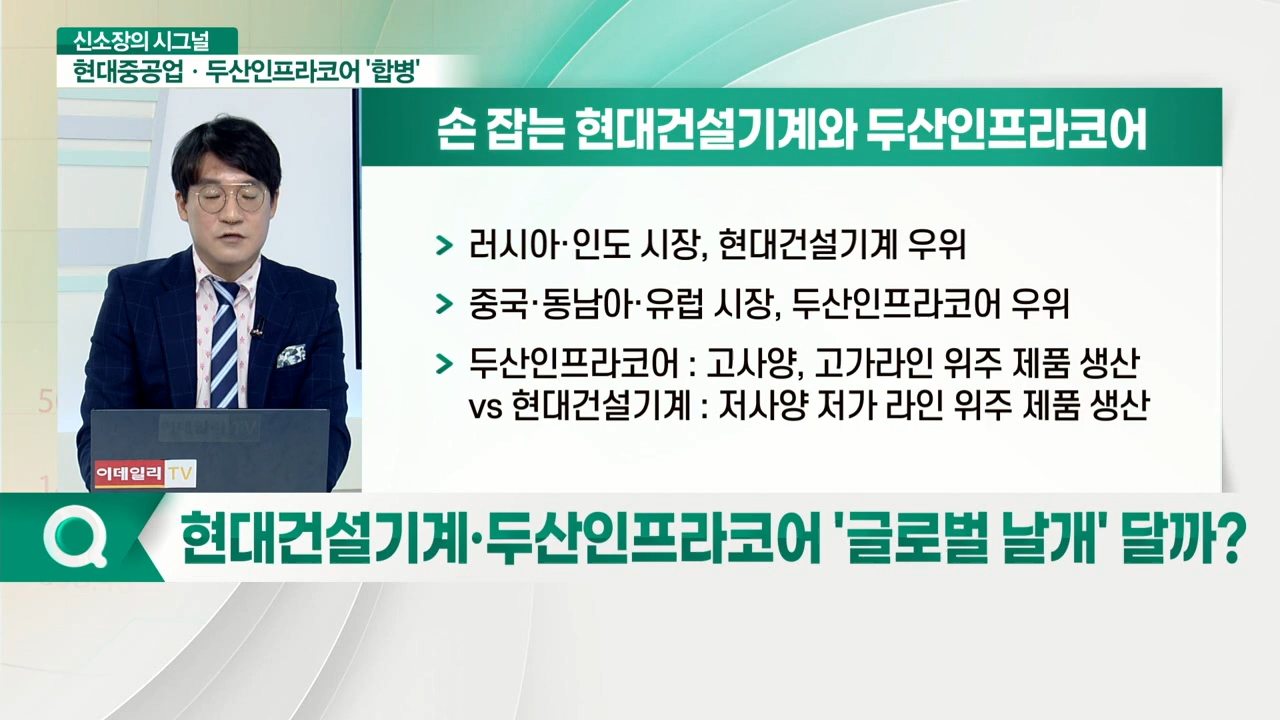 신소장의 시그널
현대중공업 · 두산인프라코어 '합병'
손 잡는 현대건설기계와 두산인프라코어
> 러시아·인도 시장, 현대건설기계 우위
> 중국·동남아·유럽 시장, 두산인프라코어 우위
> 두산인프라코어 : 고사양, 고가라인 위주 제품 생산
vs 현대건설기계 : 저사양 저가 라인 위주 제품 생산
이데일리 TV
현대건설기계·두산인프라코어 '글로벌 날개' 달까?